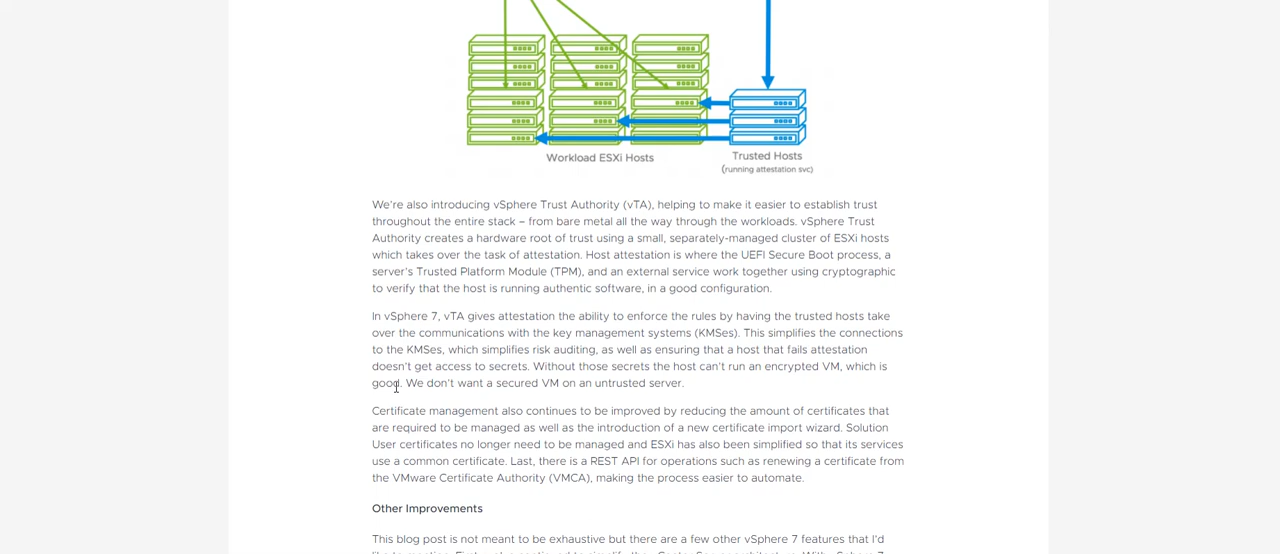 Workload ESXi Hosts
Trusted Hosts
(running attestation svc)
We're also introducing vSphere Trust Authority (vTA), helping to make it easier to establish trust
throughout the entire stack – from bare metal all the way through the workloads. vSphere Trust
Authority creates a hardware root of trust using a small, separately-managed cluster of ESXi hosts
which takes over the task of attestation. Host attestation is where the UEFI Secure Boot process, a
server's Trusted Platform Module (TPM), and an external service work together using cryptographic
to verify that the host is running authentic software, in a good configuration.
In vSphere 7, vTA gives attestation the ability to enforce the rules by having the trusted hosts take
over the communications with the key management systems (KMSes). This simplifies the connections
to the KMSes, which simplifies risk auditing, as well as ensuring that a host that fails attestation
doesn't get access to secrets. Without those secrets the host can't run an encrypted VM, which is
good. We don't want a secured VM on an untrusted server.
Certificate management also continues to be improved by reducing the amount of certificates that
are required to be managed as well as the introduction of a new certificate import wizard. Solution
User certificates no longer need to be managed and ESXi has also been simplified so that its services
use a common certificate. Last, there is a REST API for operations such as renewing a certificate from
the VMware Certificate Authority (VMCA), making the process easier to automate.
Other Improvements
This blog post is not meant to be exhaustive but there are a few other vSphere 7 features that I'd